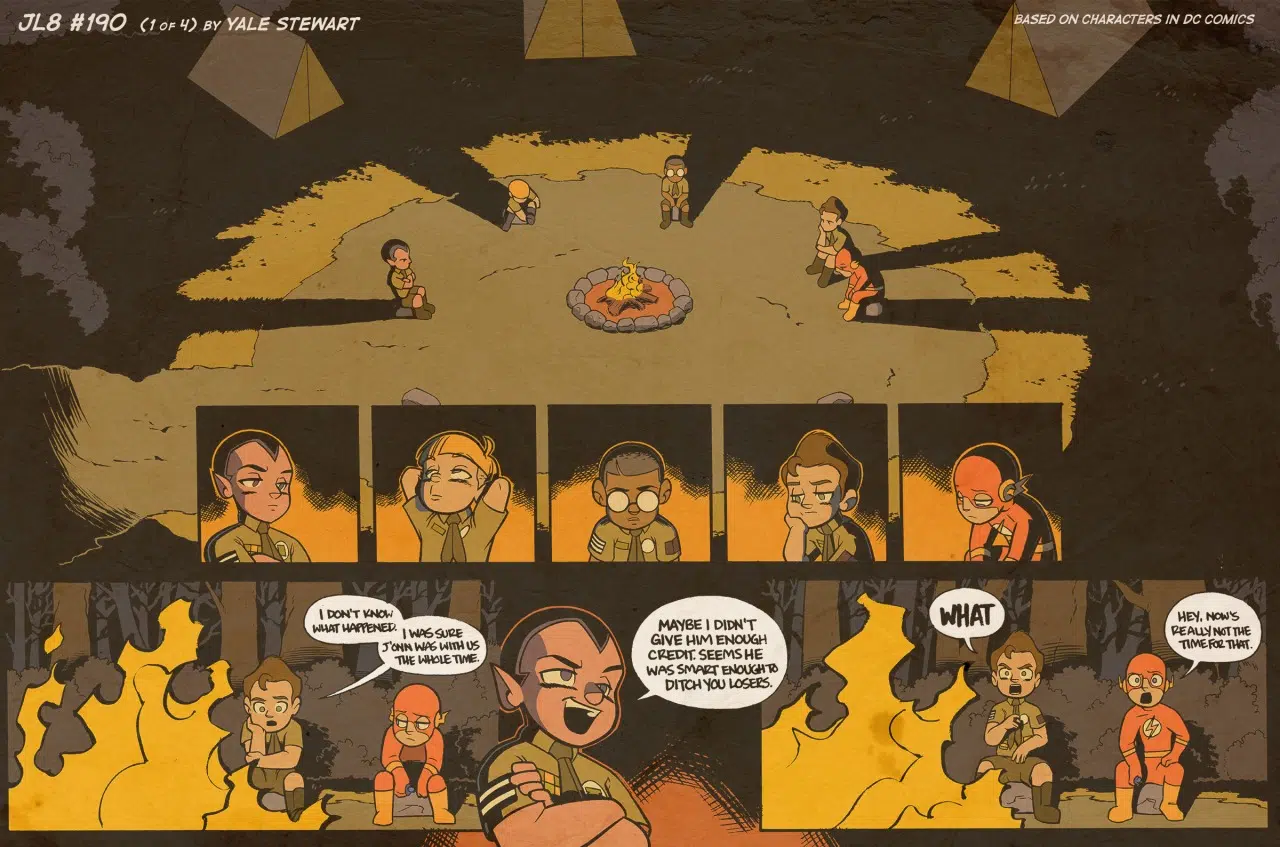 JL8 #190 (1 OF 4) BY YALE STEWART
BASED ON CHARACTERS IN DC COMICS
I DON'T KNOW
WHAT HAPPENED.
I WAS SURE
J'ONN WAS WITH US
THE WHOLE TIME.
MAYBE I DIDN'T
GIVE HIM ENOUGH
CREDIT. SEEMS HE
WAS SMART ENOUGH TO
DITCH YOU LOSERS.
WHAT
HEY, NOW'S
REALLY NOT THE
TIME FOR THAT.